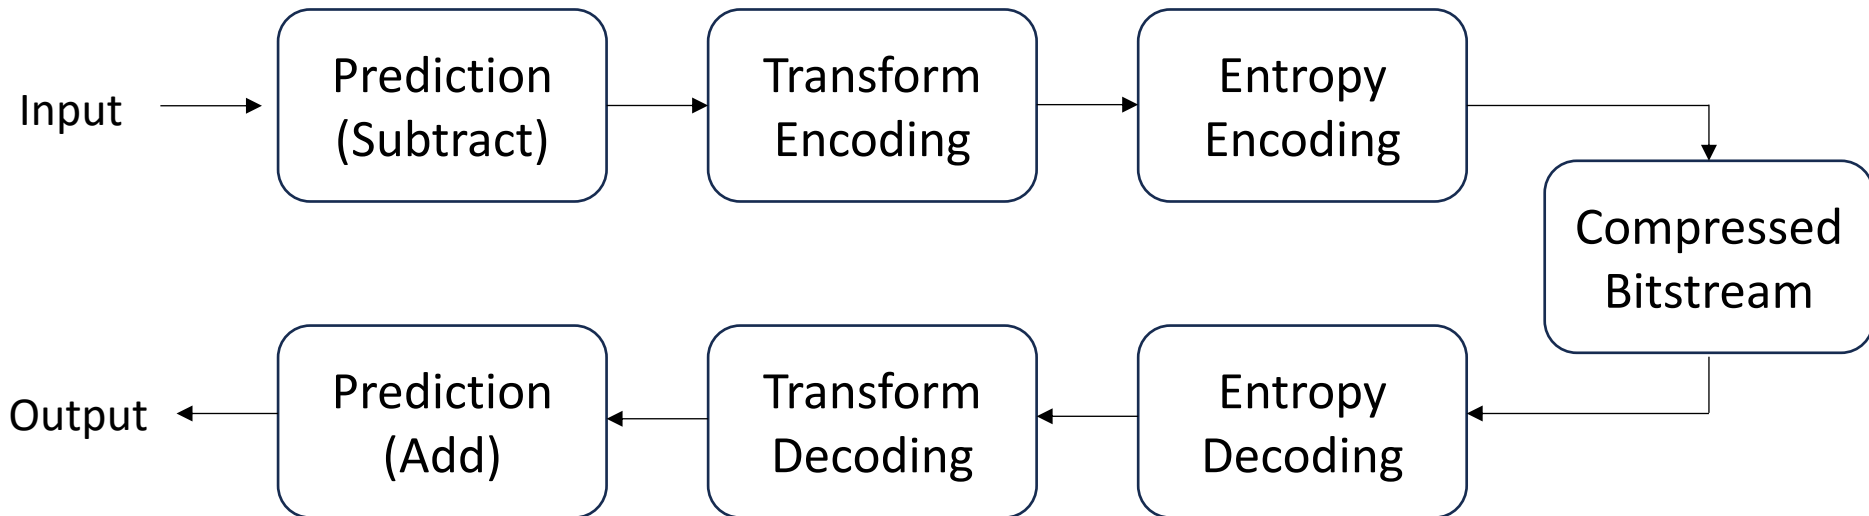 Input
Prediction
(Subtract)
Transform
Encoding
Entropy
Encoding
Compressed
Bitstream
Entropy
Decoding
Transform
Decoding
Prediction
(Add)
Output